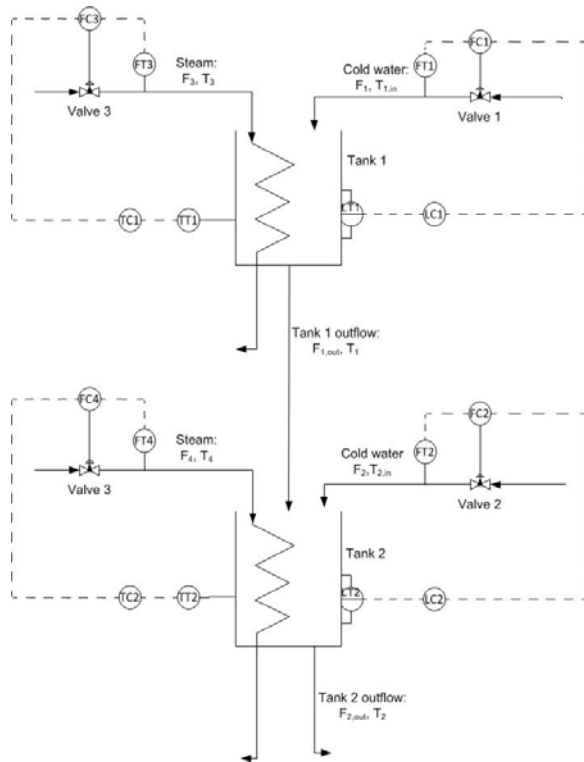 FC3
FC1
Steam:
F3, T3
FT3
Cold water:
F1, T1,in
FT1
Valve 3
Valve 1
Tank 1
LT1
TC1
TT1
LC1
Tank 1 outflow:
F1,out, T1
FC4
FC2
Steam:
F4, T4
FT4
Cold water
F2,T2,in
FT2
Valve 3
Valve 2
Tank 2
LT2
TC2
TT2
LC2
Tank 2 outflow:
F2,out, T2